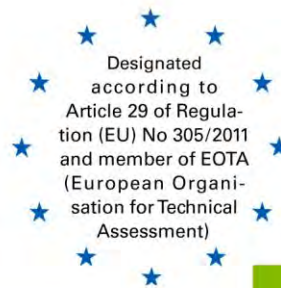 Designated
according to
Article 29 of Regula-
tion (EU) No 305/2011
and member of EOTA
(European Organi-
sation for Technical
Assessment)